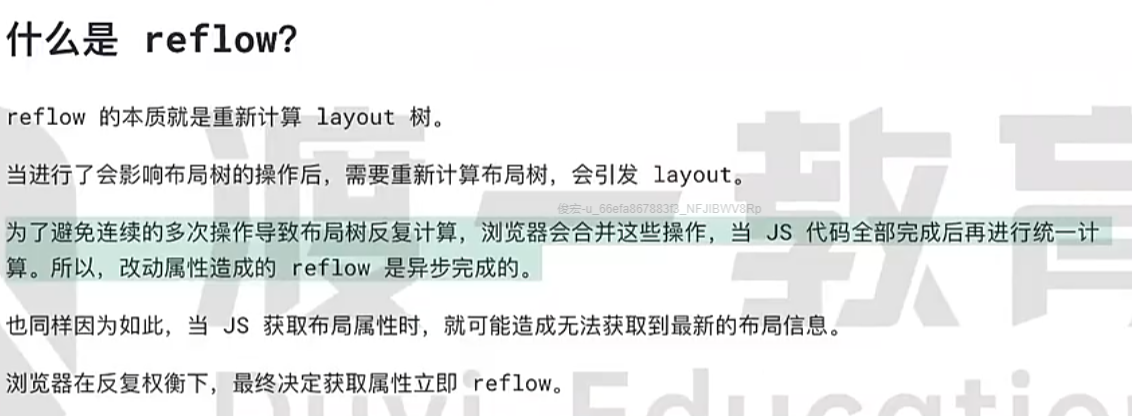 什么是 reflow?
reflow 的本质就是重新计算 layout 树。
当进行了会影响布局树的操作后，需要重新计算布局树，会引发 layout。
俊宏-u_66efa867883f3_NFJIBWV8Rp
为了避免连续的多次操作导致布局树反复计算，浏览器会合并这些操作，当 JS 代码全部完成后再进行统一计
算。所以，改动属性造成的 reflow 是异步完成的。
也同样因为如此，当 JS 获取布局属性时，就可能造成无法获取到最新的布局信息。
浏览器在反复权衡下，最终决定获取属性立即 reflow。
渡一教育
Duyi Education